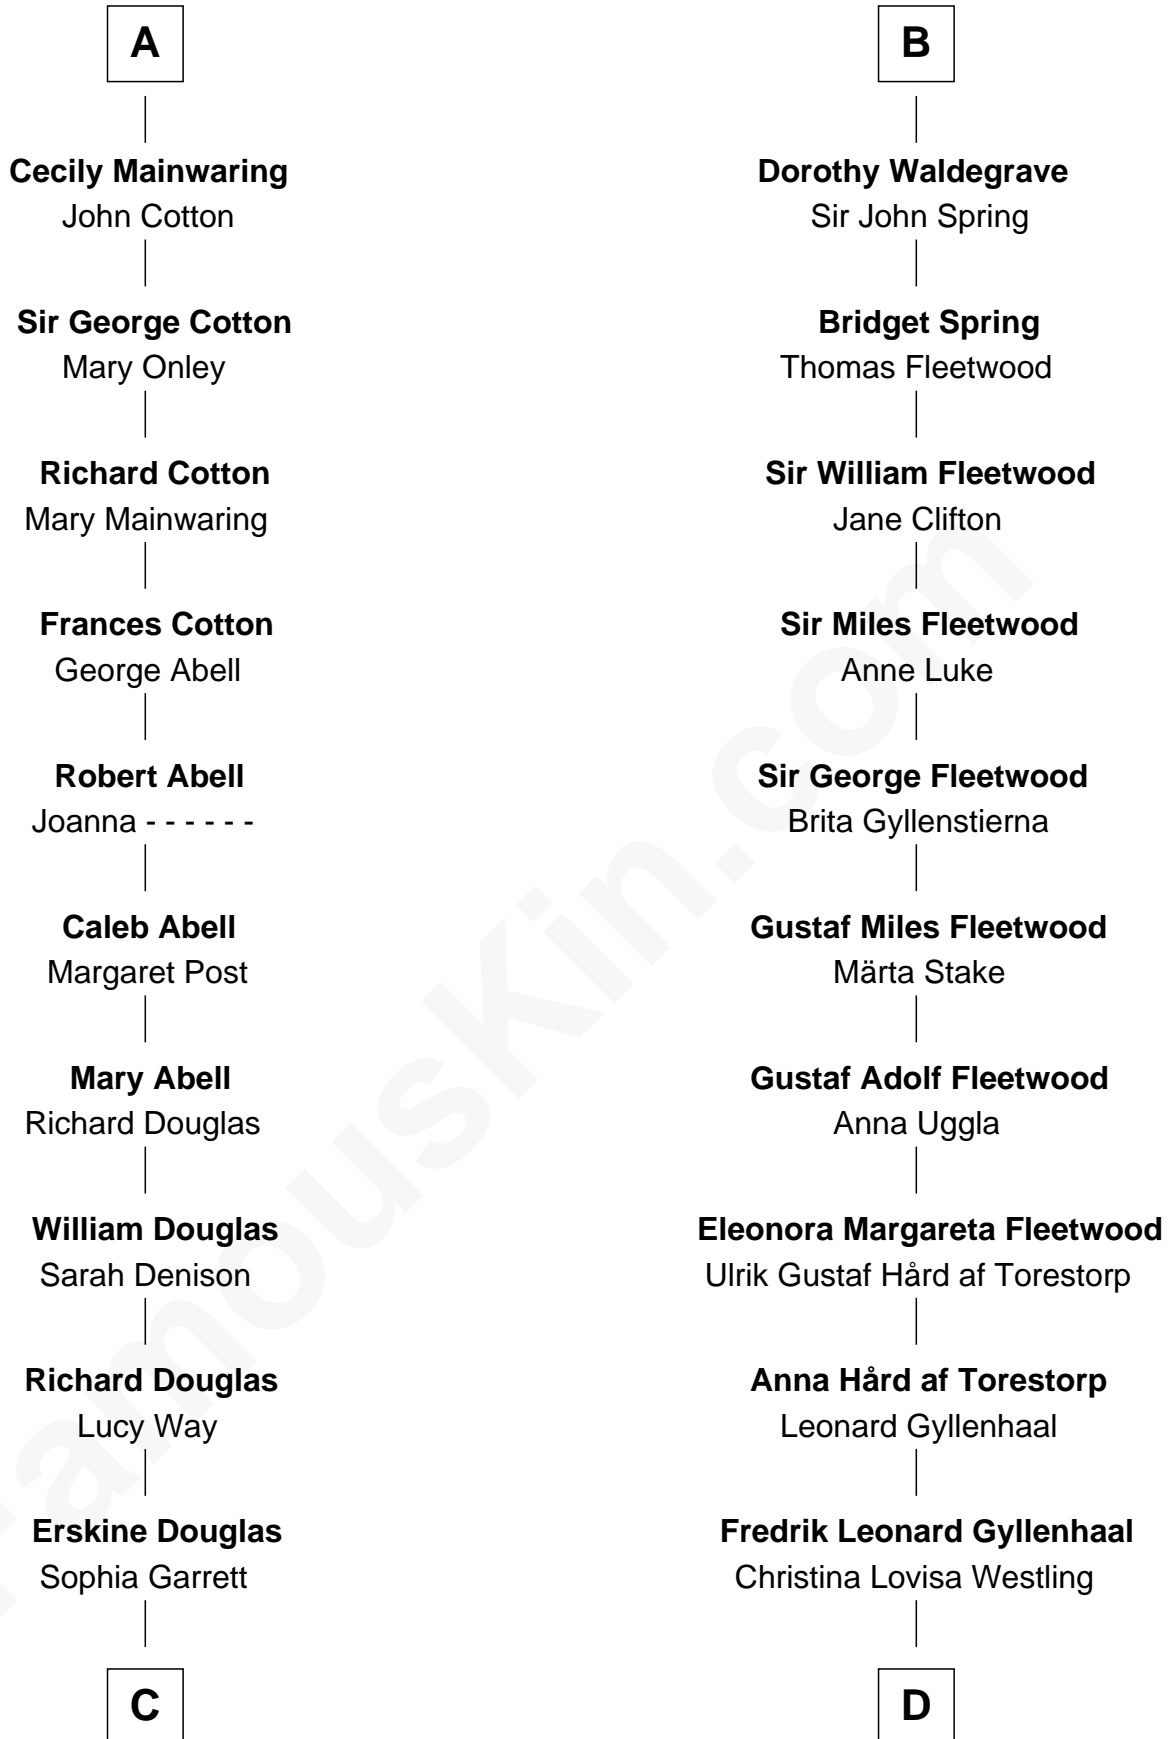 A
Cecily Mainwaring
John Cotton
Sir George Cotton
Mary Onley
Richard Cotton
Mary Mainwaring
Frances Cotton
George Abell
Robert Abell
Joanna - - - - - -
Caleb Abell
Margaret Post
Mary Abell
Richard Douglas
William Douglas
Sarah Denison
Richard Douglas
Lucy Way
Erskine Douglas
Sophia Garrett
C
B
Dorothy Waldegrave
Sir John Spring
Bridget Spring
Thomas Fleetwood
Sir William Fleetwood
Jane Clifton
Sir Miles Fleetwood
Anne Luke
Sir George Fleetwood
Brita Gyllenstierna
Gustaf Miles Fleetwood
Märta Stake
Gustaf Adolf Fleetwood
Anna Uggla
Eleonora Margareta Fleetwood
Ulrik Gustaf Hård af Torestorp
Anna Hård af Torestorp
Leonard Gyllenhaal
Fredrik Leonard Gyllenhaal
Christina Lovisa Westling
D
FamousKin.com